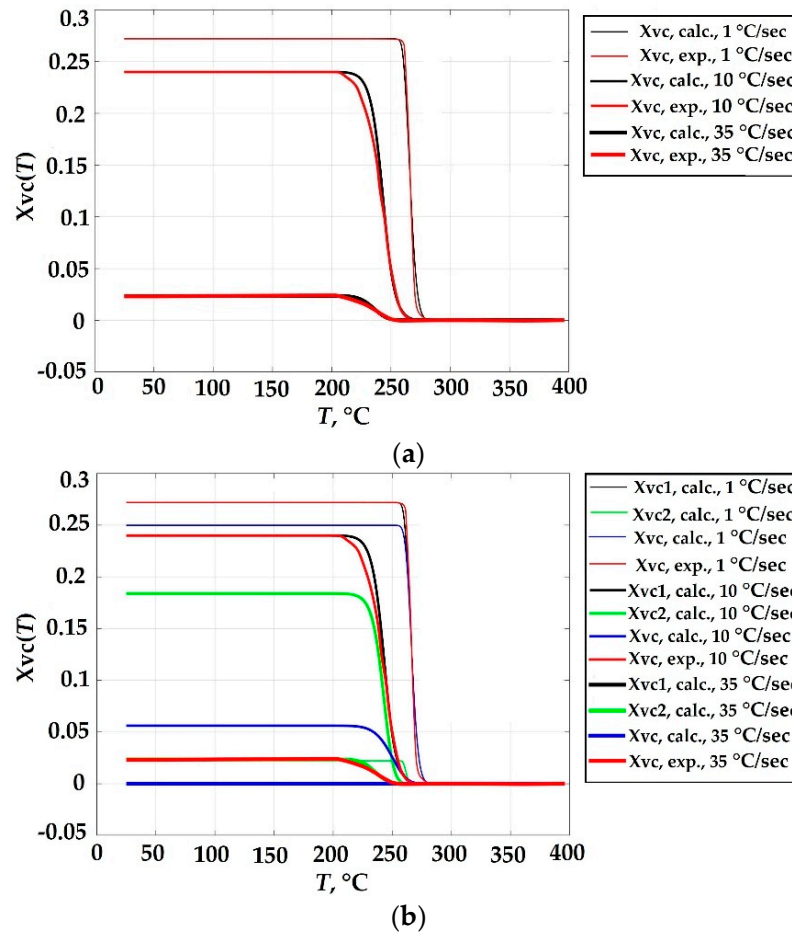 0.3
0.25
0.2
0.15
0.1
0.05
0
-0.05
Xvc(T)
0 50 100 150 200 250 300 350 400
T, °C
Xvc, calc., 1 °C/sec
Xvc, exp., 1 °C/sec
Xvc, calc., 10 °C/sec
Xvc, exp., 10 °C/sec
Xvc, calc., 35 °C/sec
Xvc, exp., 35 °C/sec
(a)
0.3
0.25
0.2
0.15
0.1
0.05
0
-0.05
Xvc(T)
0 50 100 150 200 250 300 350 400
T, °C
Xvc1, calc., 1 °C/sec
Xvc2, calc., 1 °C/sec
Xvc, calc., 1 °C/sec
Xvc, exp., 1 °C/sec
Xvc1, calc., 10 °C/sec
Xvc2, calc., 10 °C/sec
Xvc, calc., 10 °C/sec
Xvc, exp., 10 °C/sec
Xvc1, calc., 35 °C/sec
Xvc2, calc., 35 °C/sec
Xvc, calc., 35 °C/sec
Xvc, exp., 35 °C/sec
(b)